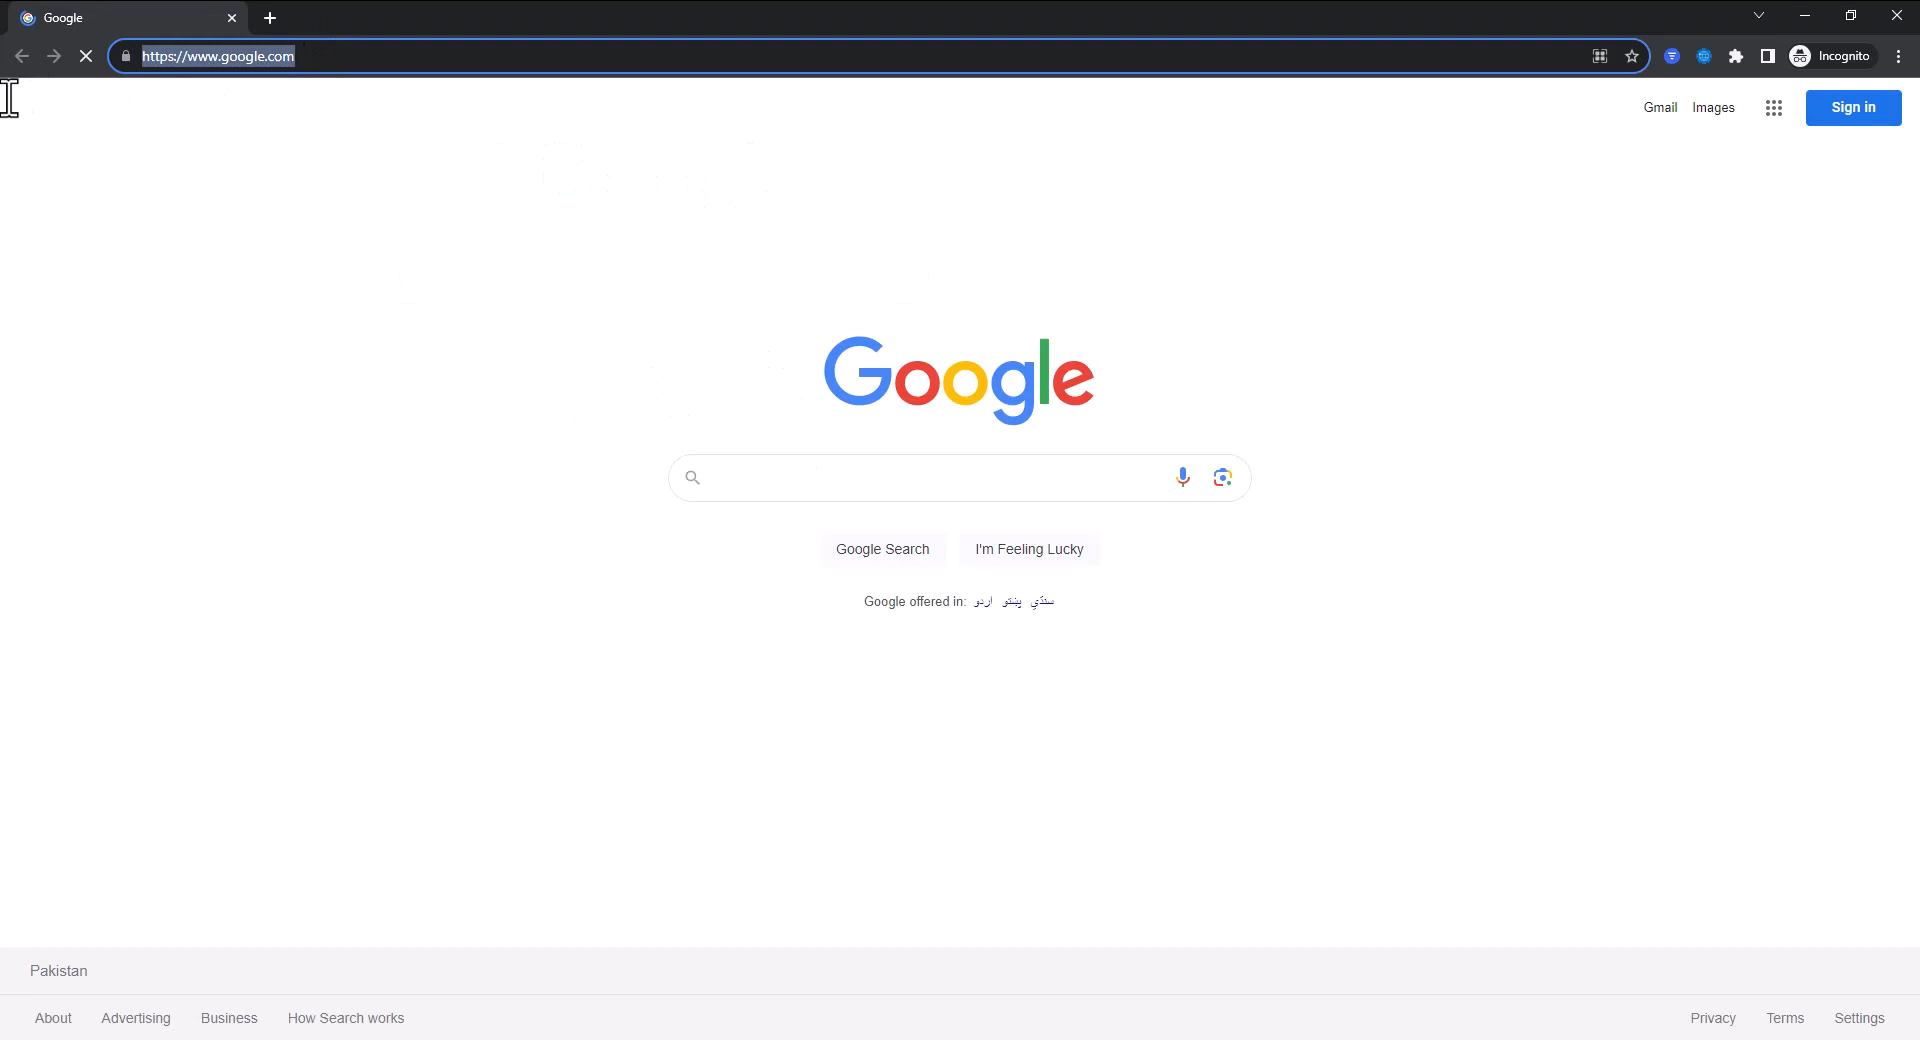 Google
https://www.google.com
Incognito
Gmail Images Sign in
Google
Google Search I'm Feeling Lucky
Google offered in: اردو پښتو سنڌي
Pakistan
About Advertising Business How Search works Privacy Terms Settings